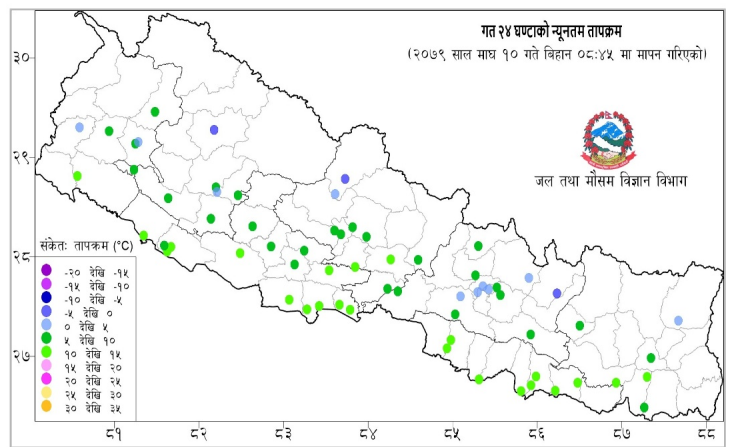 गत २४ घण्टाको न्यूनतम तापक्रम
(२०७९ साल माघ १० गते बिहान ०८:४५ मा मापन गरिएको)
जल तथा मौसम विज्ञान विभाग
३०
२९
२८
२७
संकेतः तापक्रम (°C)
-२० देखि -१५
-१५ देखि -१०
-१० देखि -५
-५ देखि ०
० देखि ५
५ देखि १०
१० देखि १५
१५ देखि २०
२० देखि २५
२५ देखि ३०
३० देखि ३५
८१ ८२ ८३ ८४ ८५ ८६ ८७ ८८